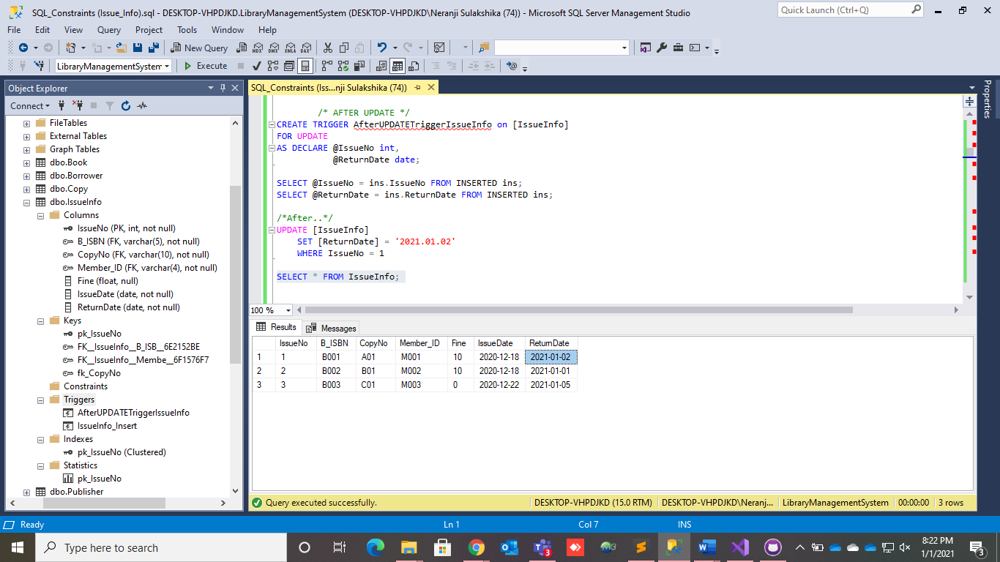 SQL_Constraints (Issue_Info).sql - DESKTOP-VHPDJKD.LibraryManagementSystem (DESKTOP-VHPDJKD\Neranji Sulakshika (74)) - Microsoft SQL Server Management Studio
Quick Launch (Ctrl+Q)
File Edit View Query Project Tools Window Help
New Query MDX DMX XMLA DAX
LibraryManagementSystem Execute
Object Explorer
Connect
FileTables
External Tables
Graph Tables
dbo.Book
dbo.Borrower
dbo.Copy
dbo.IssueInfo
Columns
IssueNo (PK, int, not null)
B_ISBN (FK, varchar(5), not null)
CopyNo (FK, varchar(10), not null)
Member_ID (FK, varchar(4), not null)
Fine (float, null)
IssueDate (date, not null)
ReturnDate (date, not null)
Keys
pk_IssueNo
FK__IssueInfo__B_ISB__6E2152BE
FK__IssueInfo__Membe__6F1576F7
fk_CopyNo
Constraints
Triggers
AfterUPDATETriggerIssueInfo
IssueInfo_Insert
Indexes
pk_IssueNo (Clustered)
Statistics
pk_IssueNo
dbo.Publisher
SQL_Constraints (Iss...nji Sulakshika (74))
/* AFTER UPDATE */
CREATE TRIGGER AfterUPDATETriggerIssueInfo on [IssueInfo]
FOR UPDATE
AS DECLARE @IssueNo int,
@ReturnDate date;
SELECT @IssueNo = ins.IssueNo FROM INSERTED ins;
SELECT @ReturnDate = ins.ReturnDate FROM INSERTED ins;
/*After..*/
UPDATE [IssueInfo]
SET [ReturnDate] = '2021.01.02'
WHERE IssueNo = 1
SELECT * FROM IssueInfo;
100 %
Results Messages
IssueNo B_ISBN CopyNo Member_ID Fine IssueDate ReturnDate
1 1 B001 A01 M001 10 2020-12-18 2021-01-02
2 2 B002 B01 M002 10 2020-12-18 2021-01-01
3 3 B003 C01 M003 0 2020-12-22 2021-01-05
Query executed successfully. DESKTOP-VHPDJKD (15.0 RTM) DESKTOP-VHPDJKD\Neranj... LibraryManagementSystem 00:00:00 3 rows
Properties
Ready Ln 1 Col 7 INS
Type here to search
3
8:22 PM
1/1/2021
3